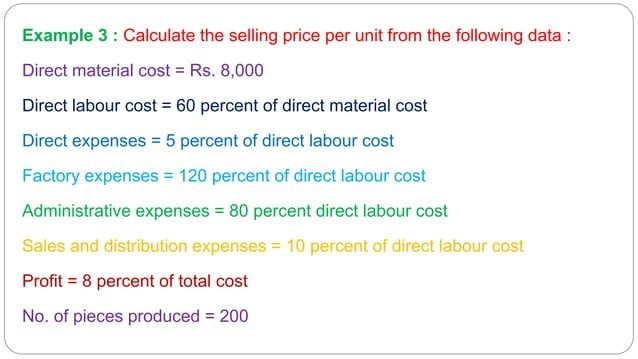 Example 3 : Calculate the selling price per unit from the following data :
Direct material cost = Rs. 8,000
Direct labour cost = 60 percent of direct material cost
Direct expenses = 5 percent of direct labour cost
Factory expenses = 120 percent of direct labour cost
Administrative expenses = 80 percent direct labour cost
Sales and distribution expenses = 10 percent of direct labour cost
Profit = 8 percent of total cost
No. of pieces produced = 200